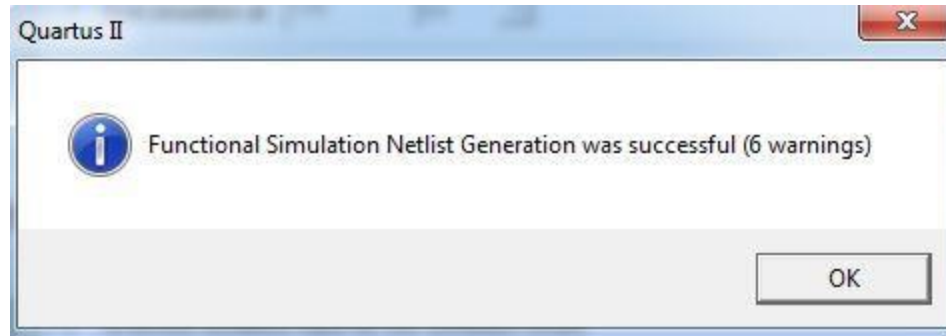 Quartus II
Functional Simulation Netlist Generation was successful (6 warnings)
OK